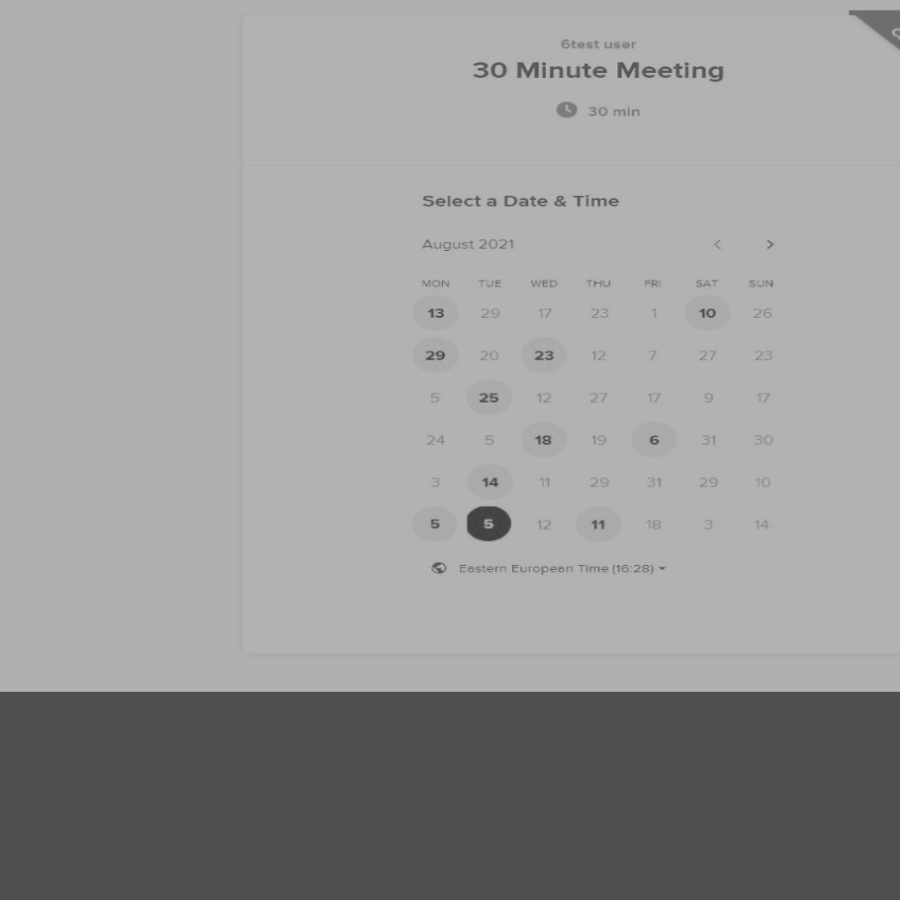 6test user
30 Minute Meeting
30 min
Select a Date & Time
August 2021
MON TUE WED THU FRI SAT SUN
13 29 17 23 1 10 26
29 20 23 12 7 27 23
5 25 12 27 17 9 17
24 5 18 19 6 31 30
3 14 11 29 31 29 10
5 5 12 11 18 3 14
Eastern European Time (16:28)